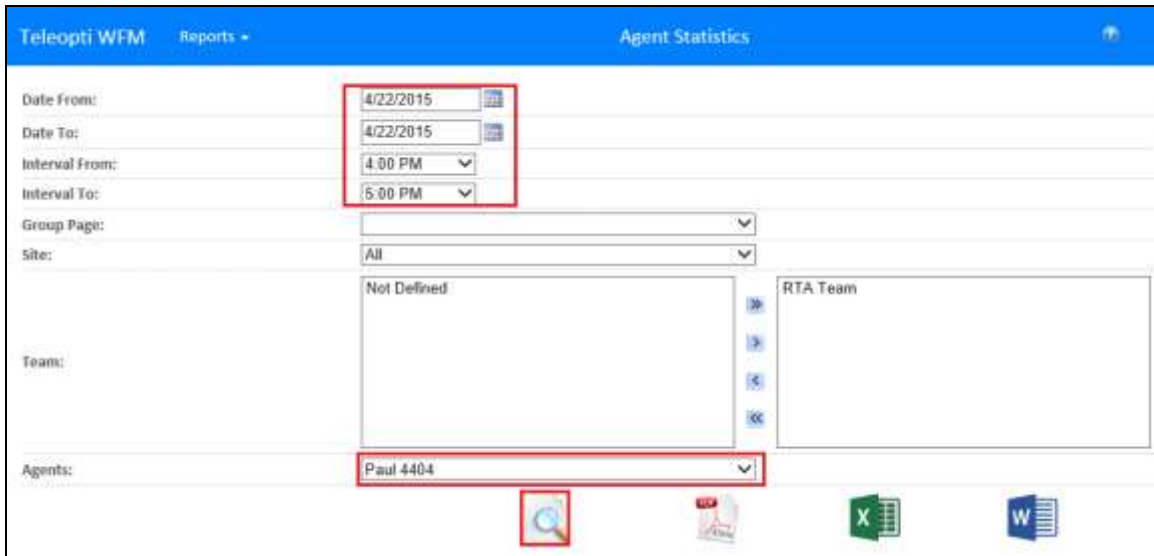 Teleopti WFM Reports Agent Statistics
Date From: 4/22/2015
Date To: 4/22/2015
Interval From: 4:00 PM
Interval To: 5:00 PM
Group Page:
Site: All
Team: Not Defined RTA Team
Agents: Paul 4404